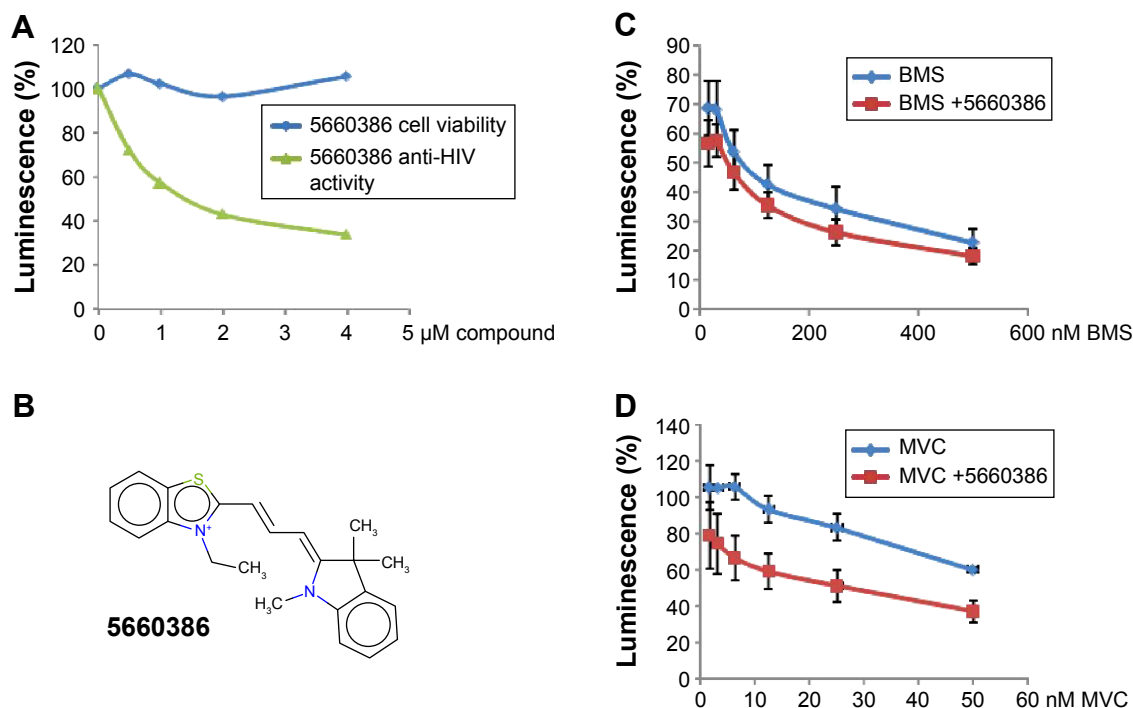 A
Luminescence (%)
120
100
80
60
40
20
0
0 1 2 3 4 5 µM compound
5660386 cell viability
5660386 anti-HIV
activity
B
S
N+
CH3
N
H3C
CH3
CH3
5660386
C
Luminescence (%)
90
80
70
60
50
40
30
20
10
0
0 200 400 600 nM BMS
BMS
BMS +5660386
D
Luminescence (%)
140
120
100
80
60
40
20
0
0 10 20 30 40 50 60 nM MVC
MVC
MVC +5660386